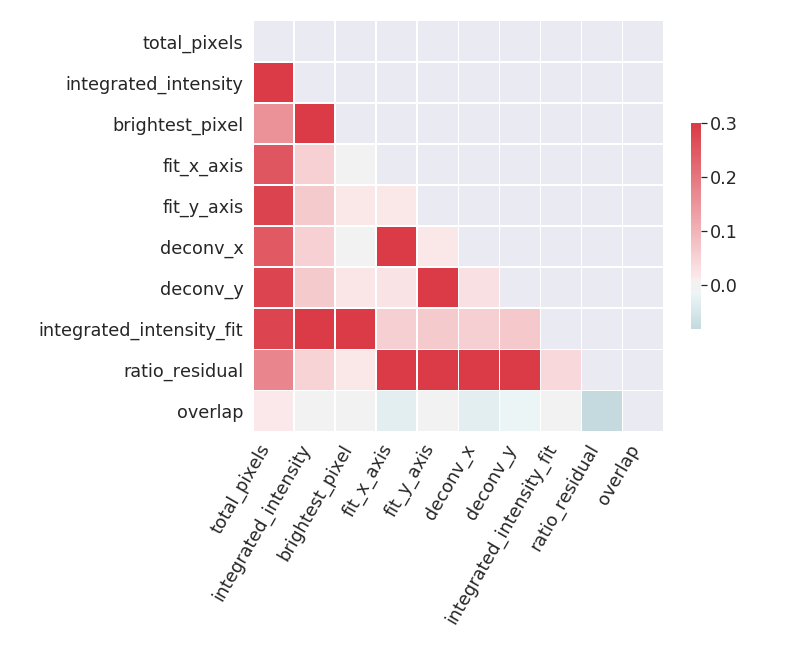 total_pixels
integrated_intensity
brightest_pixel
fit_x_axis
fit_y_axis
deconv_x
deconv_y
integrated_intensity_fit
ratio_residual
overlap
0.3
0.2
0.1
0.0
total_pixels
integrated_intensity
brightest_pixel
fit_x_axis
fit_y_axis
deconv_x
deconv_y
integrated_intensity_fit
ratio_residual
overlap